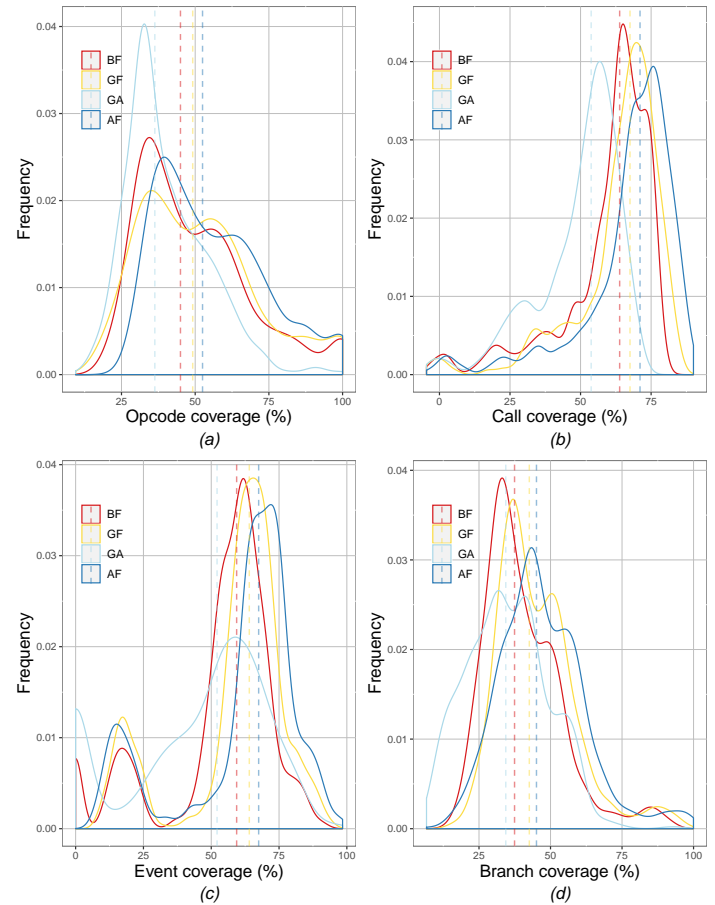 0.04
0.03
0.02
0.01
0.00
Frequency
BF
GF
GA
AF
25
50
75
100
Opcode coverage (%)
(a)
0.04
0.03
0.02
0.01
0.00
Frequency
BF
GF
GA
AF
0
25
50
75
Call coverage (%)
(b)
0.04
0.03
0.02
0.01
0.00
Frequency
BF
GF
GA
AF
0
25
50
75
100
Event coverage (%)
(c)
0.04
0.03
0.02
0.01
0.00
Frequency
BF
GF
GA
AF
25
50
75
100
Branch coverage (%)
(d)